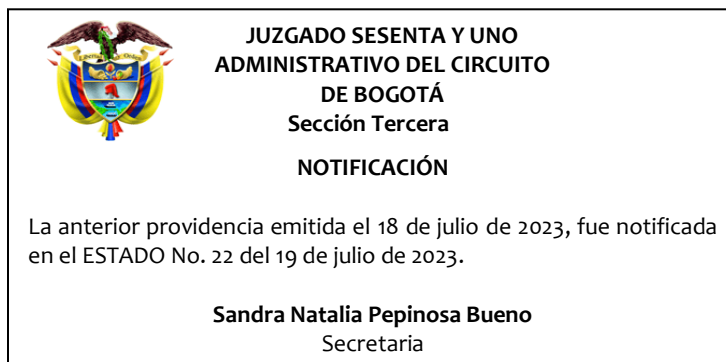 JUZGADO SESENTA Y UNO
ADMINISTRATIVO DEL CIRCUITO
DE BOGOTÁ
Sección Tercera
NOTIFICACIÓN
La anterior providencia emitida el 18 de julio de 2023, fue notificada
en el ESTADO No. 22 del 19 de julio de 2023.
Sandra Natalia Pepinosa Bueno
Secretaria